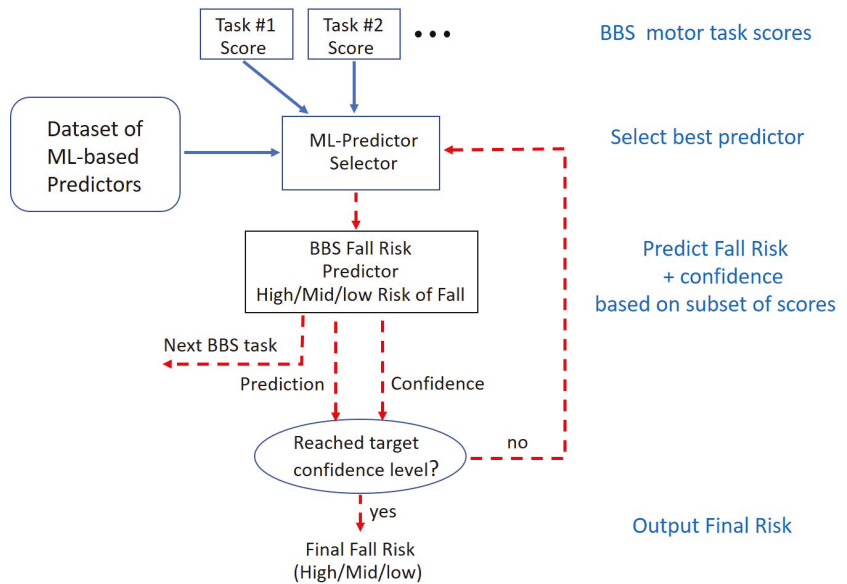 Task #1
Score
Task #2
Score
•••
BBS motor task scores
Dataset of
ML-based
Predictors
ML-Predictor
Selector
Select best predictor
BBS Fall Risk
Predictor
High/Mid/low Risk of Fall
Predict Fall Risk
+ confidence
based on subset of scores
Next BBS task
Prediction
Confidence
Reached target
confidence level?
no
yes
Final Fall Risk
(High/Mid/low)
Output Final Risk